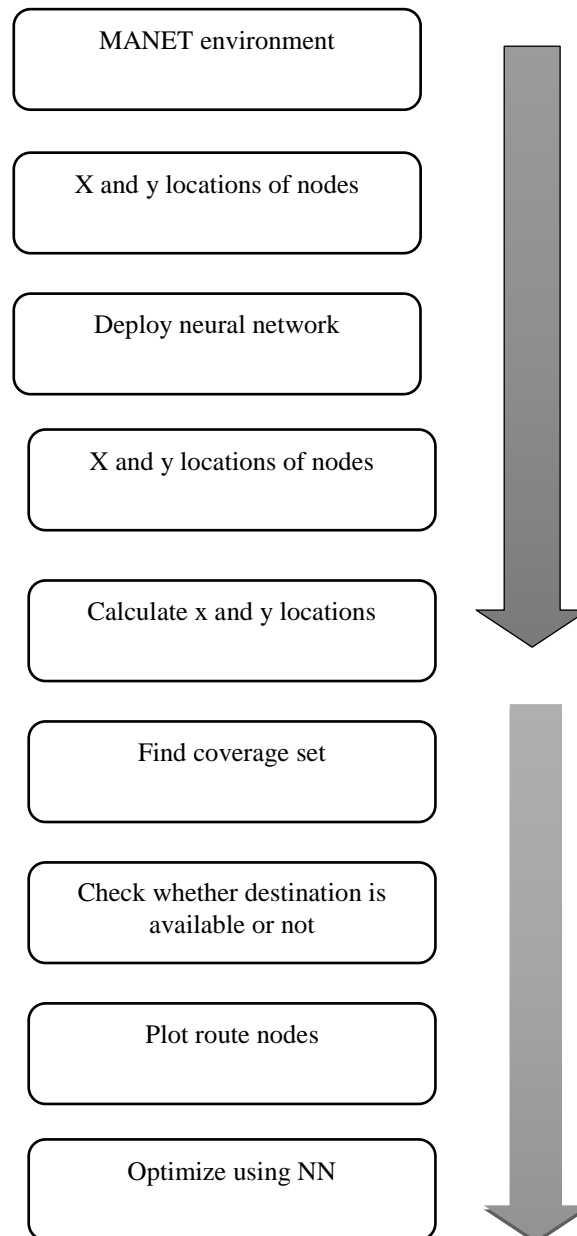 MANET environment
X and y locations of nodes
Deploy neural network
X and y locations of nodes
Calculate x and y locations
Find coverage set
Check whether destination is
available or not
Plot route nodes
Optimize using NN